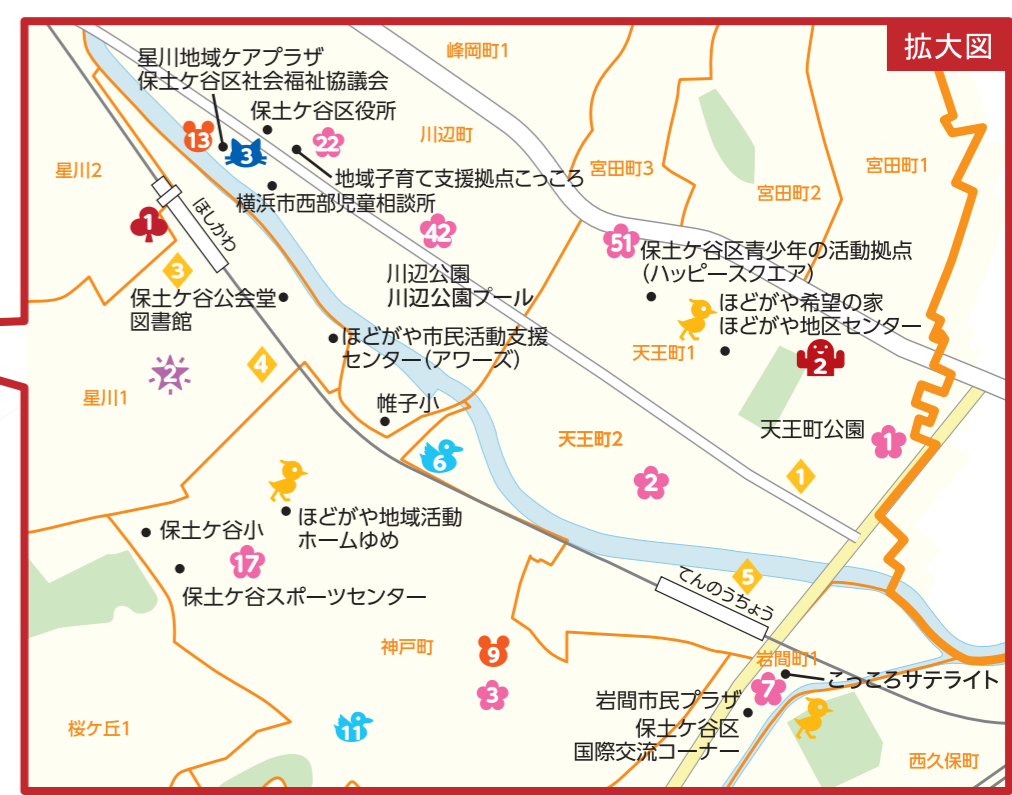 拡大図
峰岡町1
星川地域ケアプラザ
保土ケ谷区社会福祉協議会
保土ケ谷区役所
13
3
22
川辺町
地域子育て支援拠点こっころ
横浜市西部児童相談所
星川2
宮田町3
宮田町2
宮田町1
1
ほしかわ
42
51
保土ケ谷区青少年の活動拠点
(ハッピースクエア)
3
川辺公園
川辺公園プール
保土ケ谷公会堂
図書館
ほどがや希望の家
ほどがや地区センター
ほどがや市民活動支援
センター(アワーズ)
天王町1
2
2
4
星川1
帷子小
天王町公園
1
天王町2
6
2
1
ほどがや地域活動
ホームゆめ
保土ケ谷小
17
保土ケ谷スポーツセンター
5
てんのうちょう
神戸町
9
3
岩間町1
こっころサテライト
7
岩間市民プラザ
保土ケ谷区
国際交流コーナー
桜ケ丘1
11
西久保町